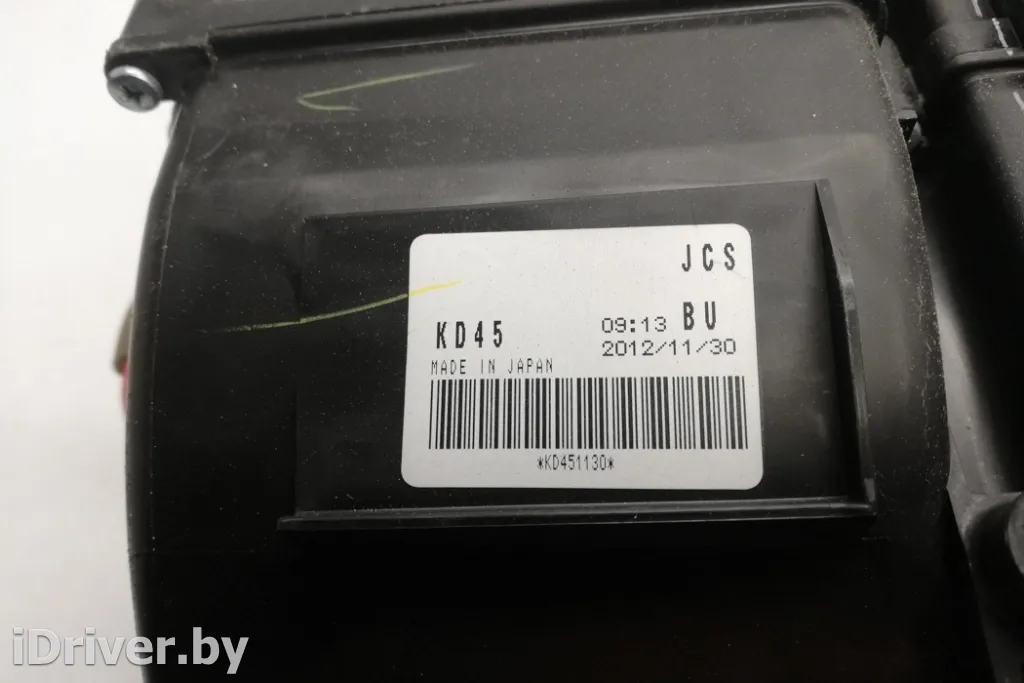 JCS
KD45 09:13 BU
MADE IN JAPAN 2012/11/30
*KD451130*
iDriver.by